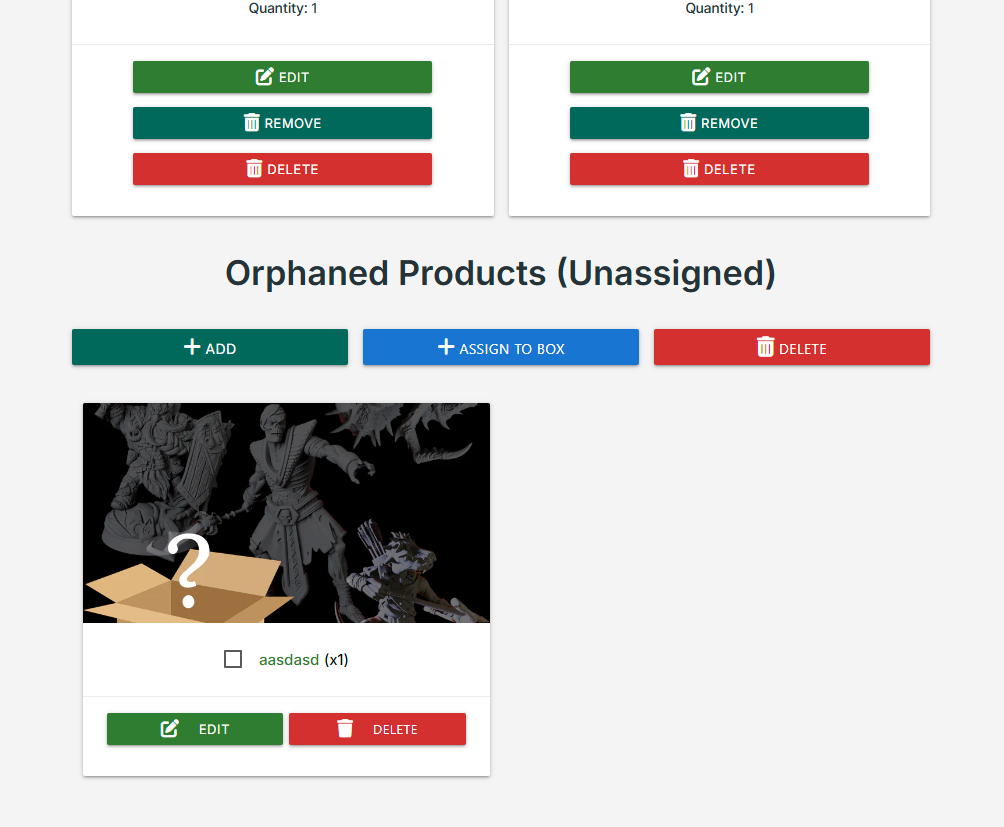 Quantity: 1
Quantity: 1
EDIT
EDIT
REMOVE
REMOVE
DELETE
DELETE
Orphaned Products (Unassigned)
ADD
ASSIGN TO BOX
DELETE
?
aasdasd (x1)
EDIT
DELETE